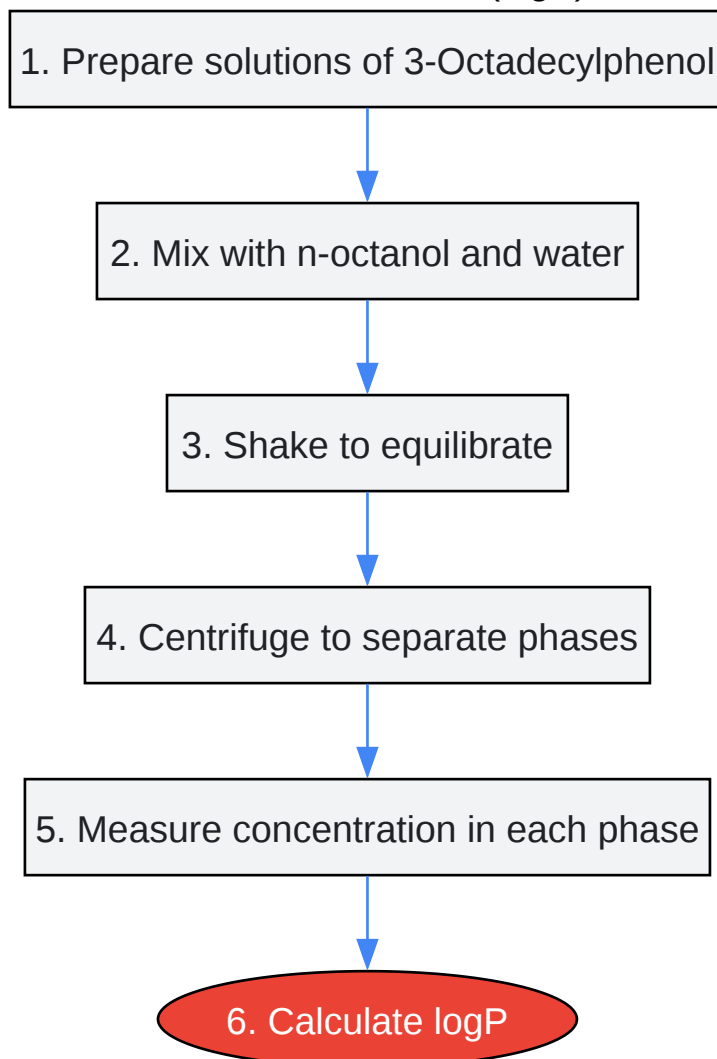 1. Prepare solutions of 3-Octadecylphenol
2. Mix with n-octanol and water
3. Shake to equilibrate
4. Centrifuge to separate phases
5. Measure concentration in each phase
6. Calculate logP